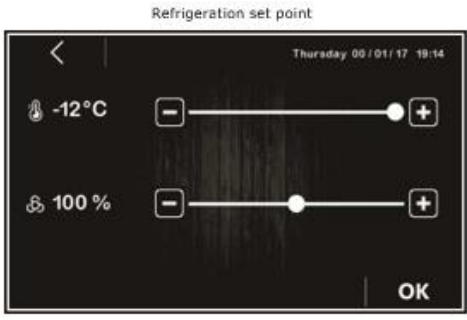 Refrigeration set point
Thursday 00/01/17 19:14
-12°C
100 %
OK